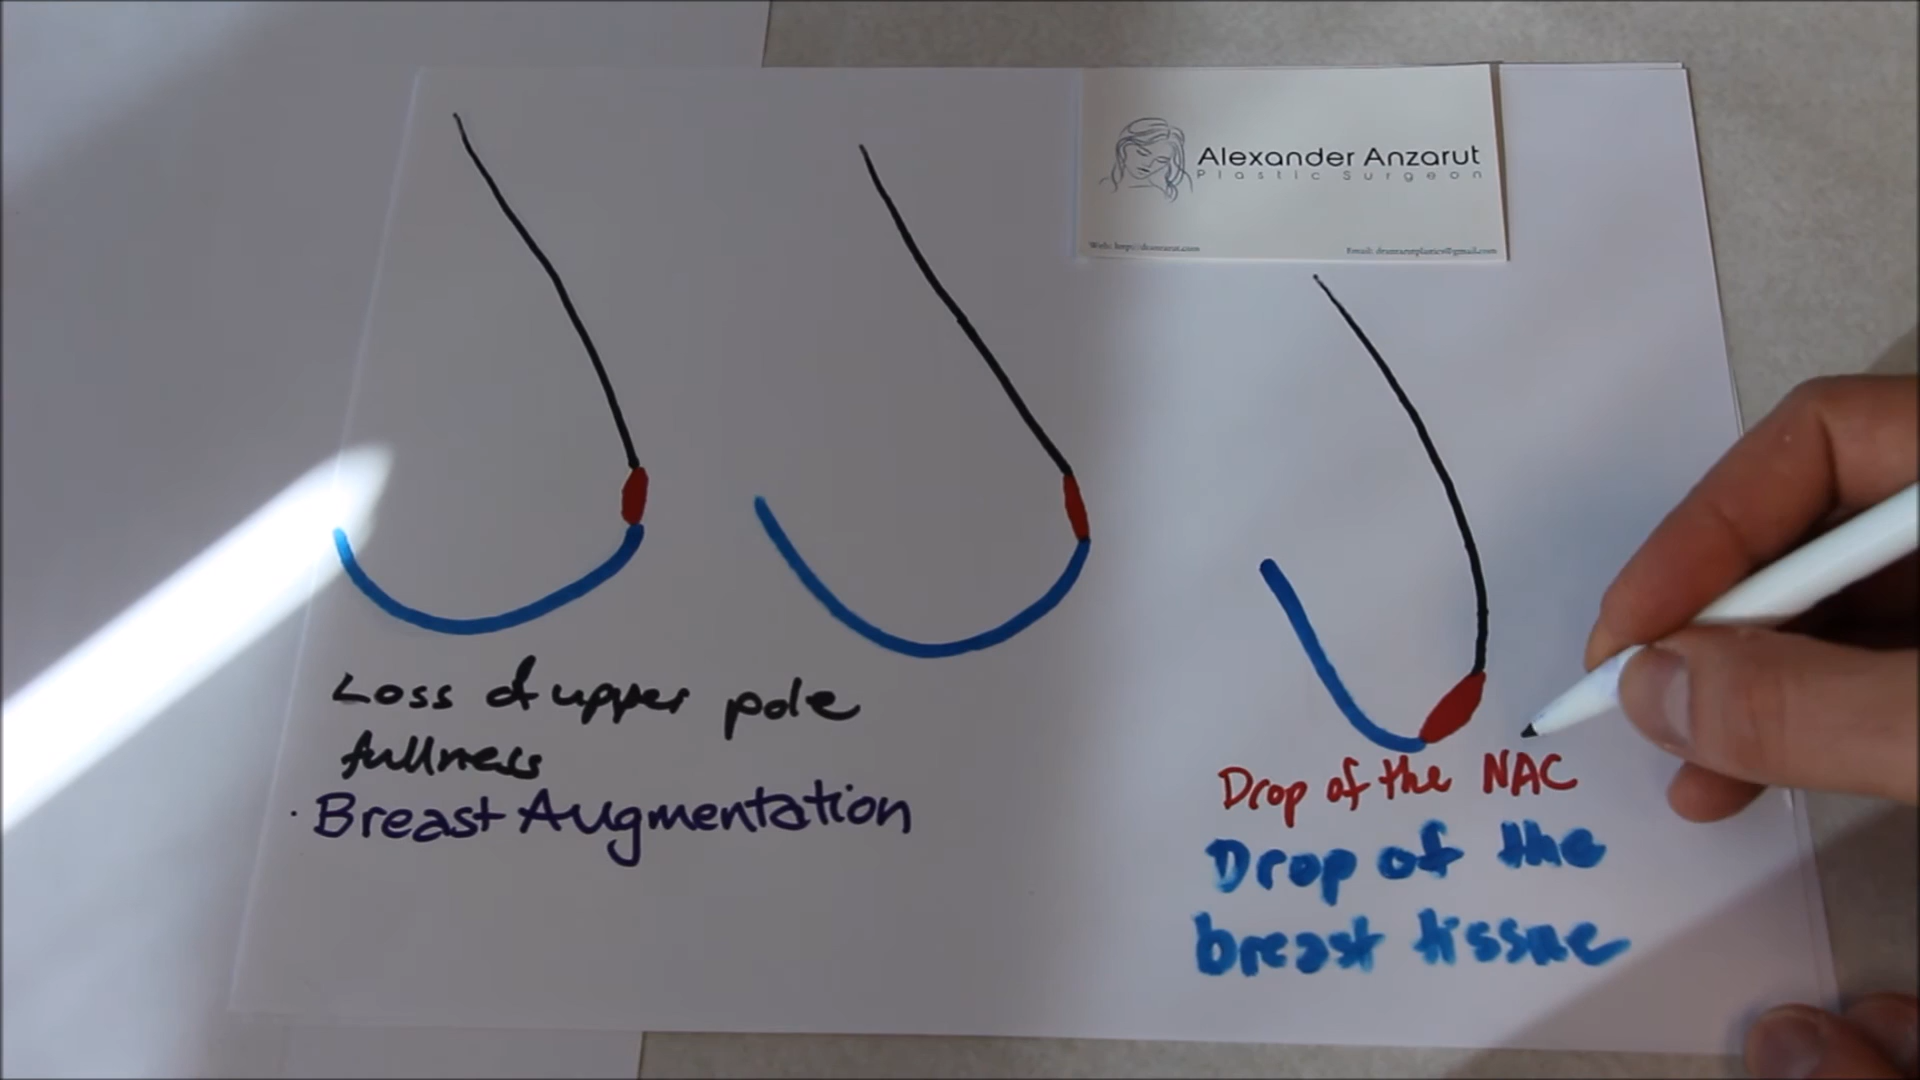 Alexander Anzarut
Plastic Surgeon
Loss of upper pole
fullness
· Breast Augmentation
Drop of the NAC
Drop of the
breast tissue